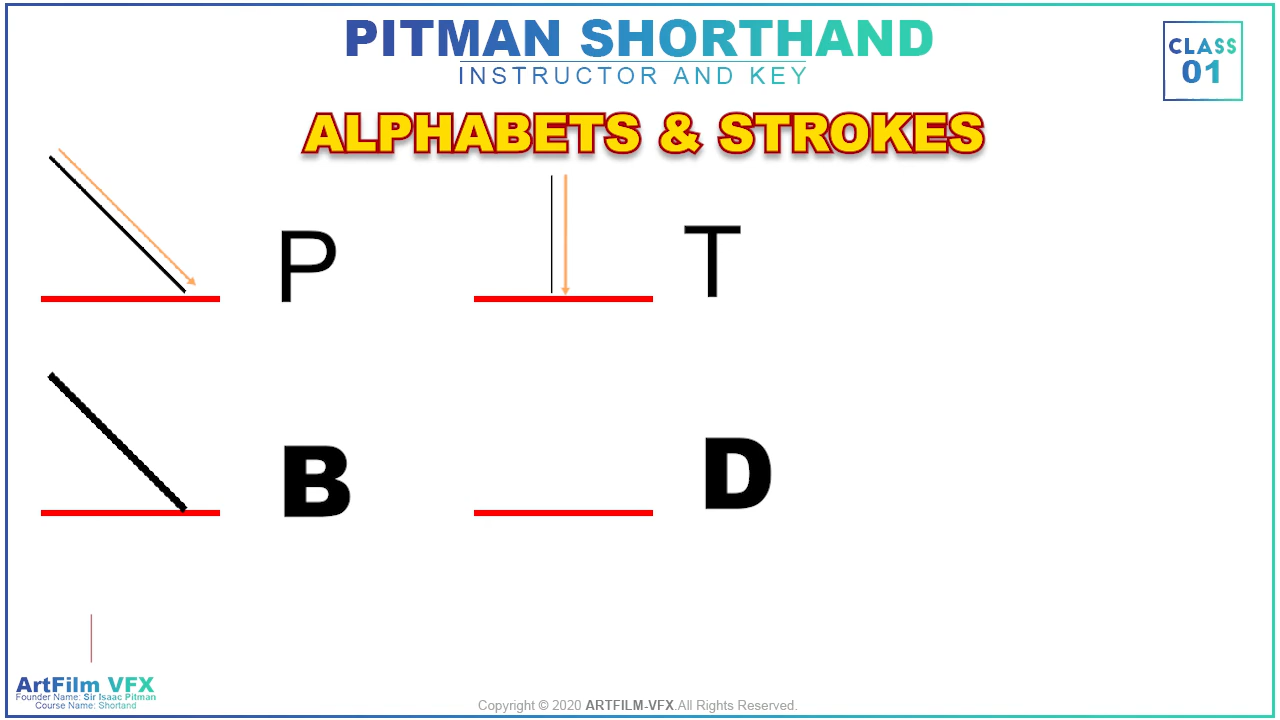 PITMAN SHORTHAND
INSTRUCTOR AND KEY
CLASS
01
ALPHABETS & STROKES
P
T
B
D
ArtFilm VFX
Founder Name: Sir Isaac Pitman
Course Name: Shortand
Copyright © 2020 ARTFILM-VFX.All Rights Reserved.